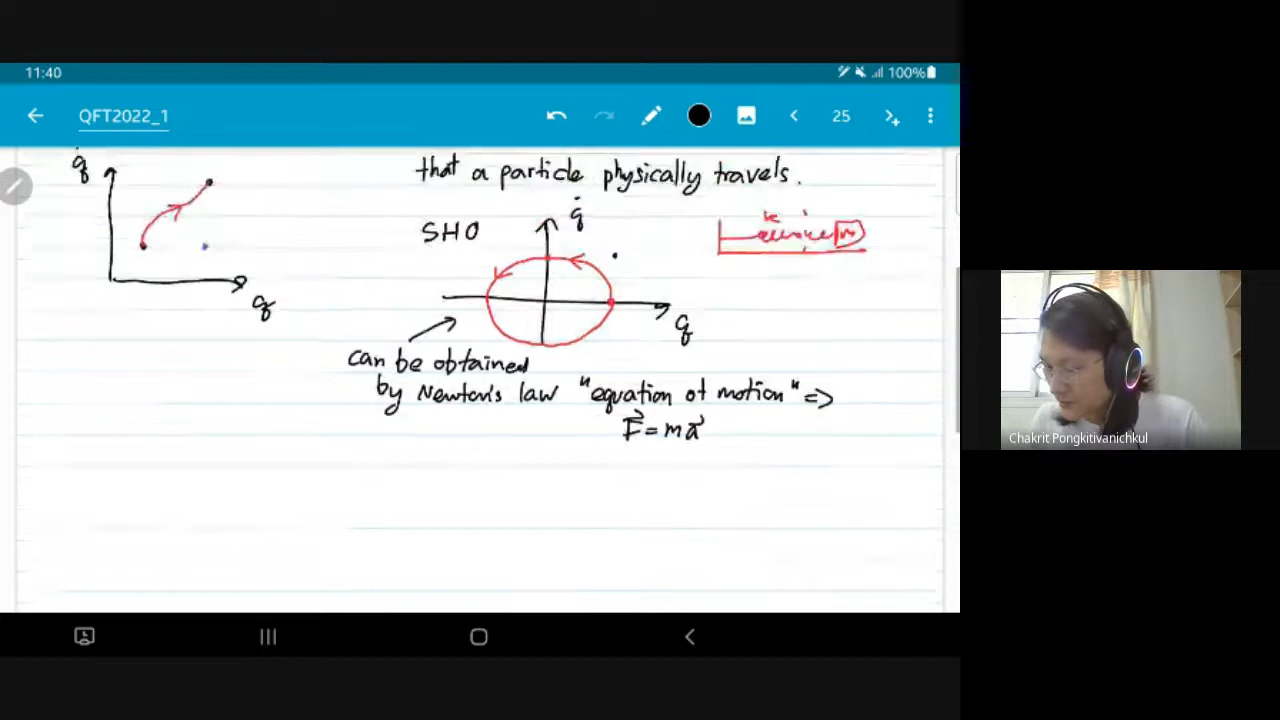 11:40
100%
QFT2022_1
25
q̇
that a particle physically travels.
q̇
SHO
k
m
q
q
can be obtained
by Newton's law "equation of motion" =>
F⃗ = ma⃗
Chakrit Pongkitivanichkul